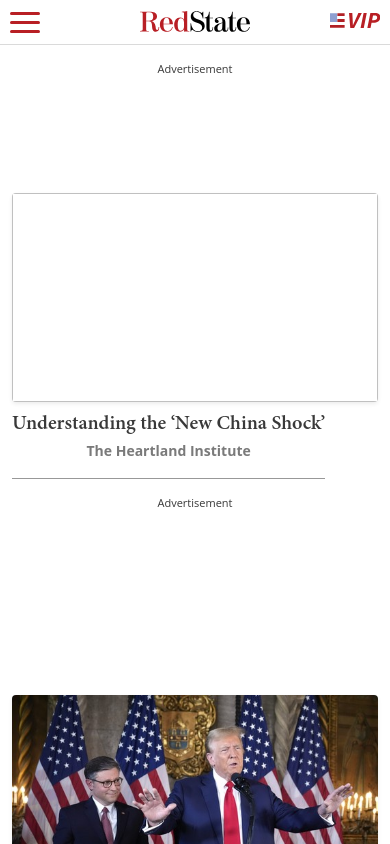 RedState
VIP
Advertisement
Understanding the ‘New China Shock’
The Heartland Institute
Advertisement